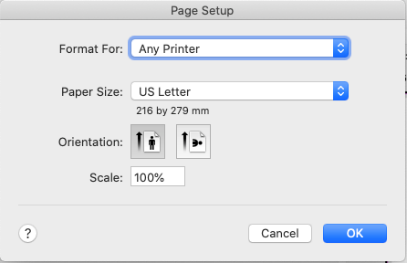 Page Setup
Format For: Any Printer
Paper Size: US Letter
216 by 279 mm
Orientation:
Scale: 100%
? Cancel OK